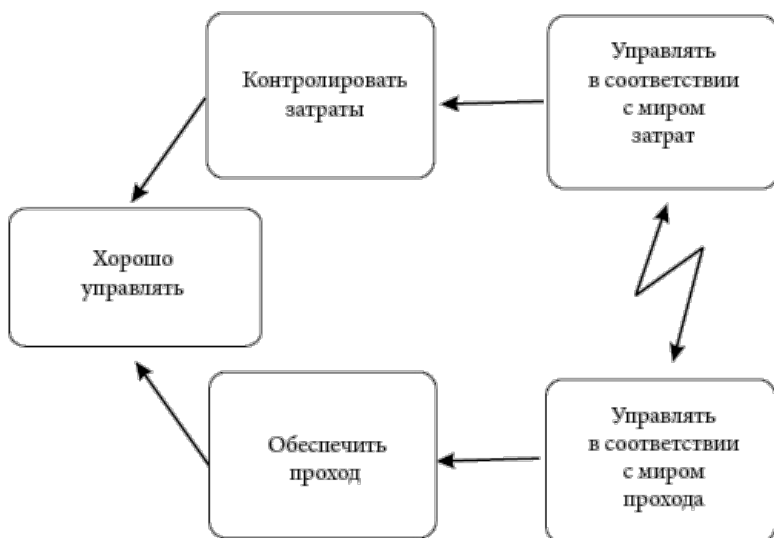 Контролировать
затраты
Управлять
в соответствии
с миром
затрат
Хорошо
управлять
Обеспечить
проход
Управлять
в соответствии
с миром
прохода